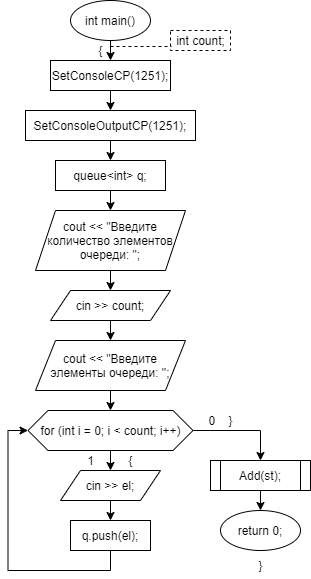 int main()
{
int count;
SetConsoleCP(1251);
SetConsoleOutputCP(1251);
queue<int> q;
cout << "Введите
количество элементов
очереди: ";
cin >> count;
cout << "Введите
элементы очереди: ";
for (int i = 0; i < count; i++)
0 }
1 {
cin >> el;
Add(st);
q.push(el);
return 0;
}